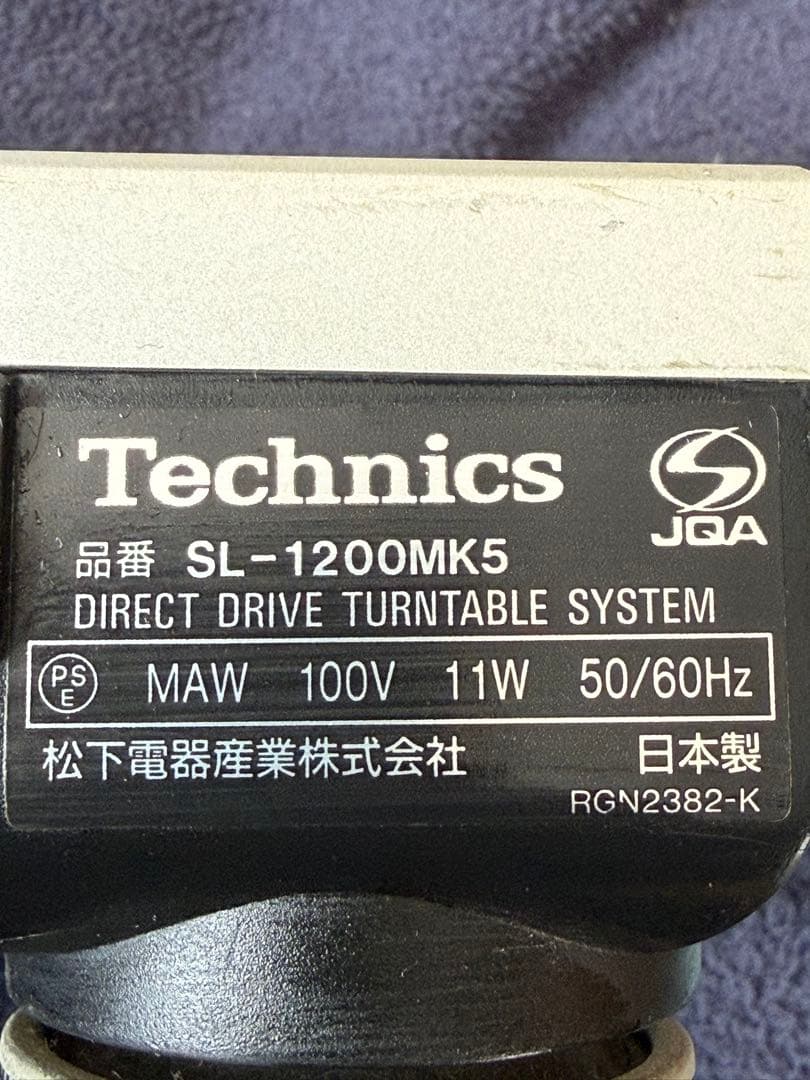 Technics
JQA
品番 SL-1200MK5
DIRECT DRIVE TURNTABLE SYSTEM
PS
E
MAW 100V 11W 50/60Hz
松下電器産業株式会社 日本製
RGN2382-K